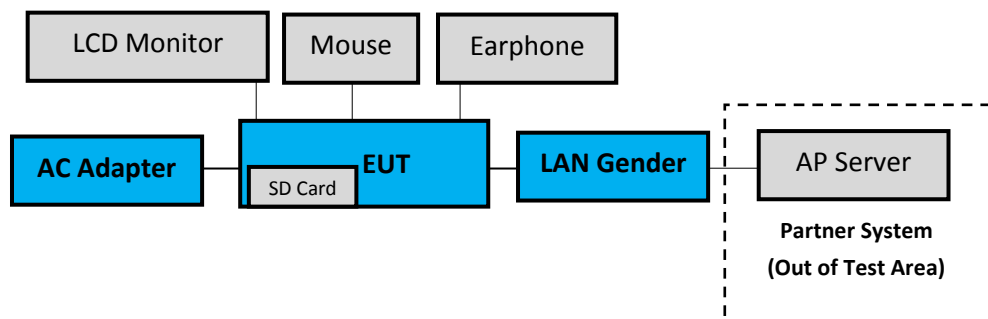 LCD Monitor
Mouse
Earphone
AC Adapter
EUT
SD Card
LAN Gender
AP Server
Partner System
(Out of Test Area)